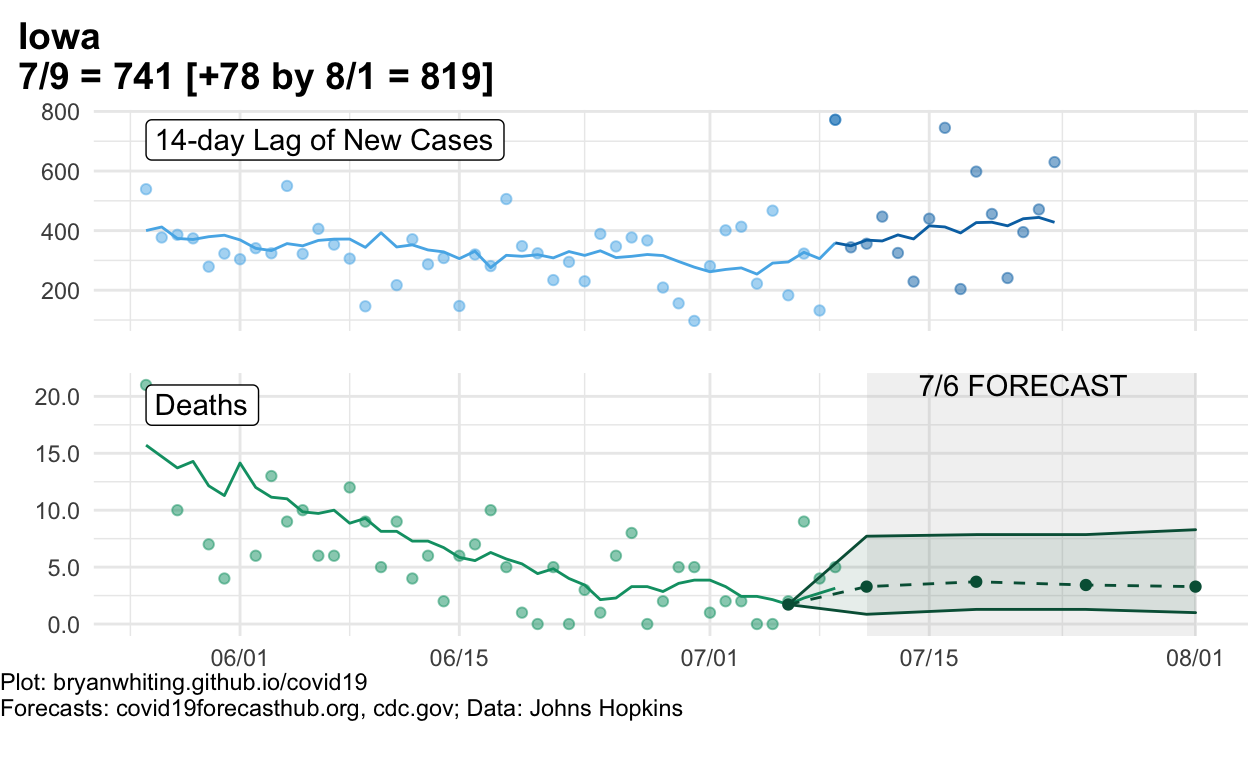 Iowa
7/9 = 741 [+78 by 8/1 = 819]
800
14-day Lag of New Cases
600
400
200
7/6 FORECAST
20.0
Deaths
15.0
10.0
5.0
0.0
06/01 06/15 07/01 07/15 08/01
Plot: bryanwhiting.github.io/covid19
Forecasts: covid19forecasthub.org, cdc.gov; Data: Johns Hopkins